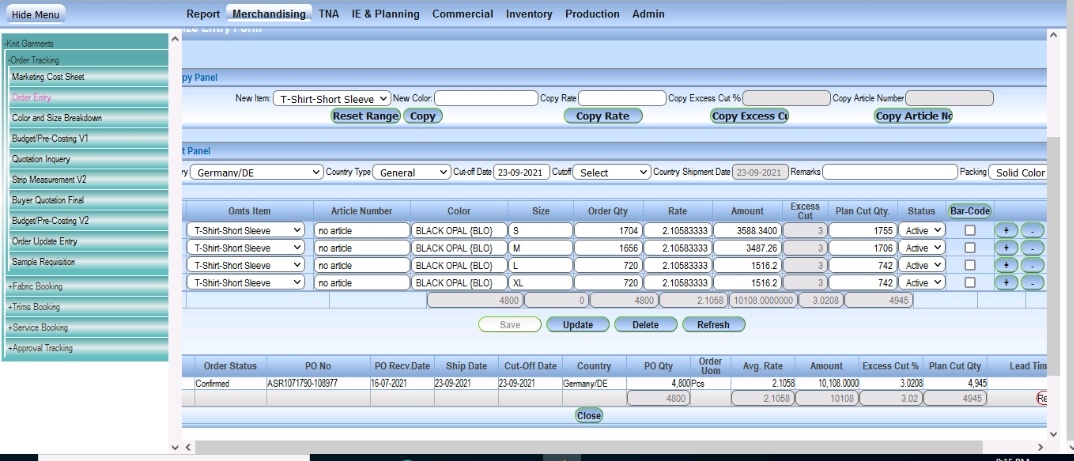 Hide Menu
Report Merchandising TNA IE & Planning Commercial Inventory Production Admin
-Knit Garments
-Order Tracking
Marketing Cost Sheet
Order Entry
Color and Size Breakdown
Budget/Pre-Costing V1
Quotation Inquery
Strip Measurement V2
Buyer Quotation Final
Budget/Pre-Costing V2
Order Update Entry
Sample Requisition
+Fabric Booking
+Trims Booking
+Service Booking
+Approval Tracking
ize Entry Form
py Panel
New Item: T-Shirt-Short Sleeve New Color: Copy Rate Copy Excess Cut % Copy Article Number
Reset Range Copy Copy Rate Copy Excess Cu Copy Article No
t Panel
ry Germany/DE Country Type General Cut-off Date 23-09-2021 Cutoff Select Country Shipment Date 23-09-2021 Remarks Packing Solid Color
Gmts Item Article Number Color Size Order Qty Rate Amount Excess Cut Plan Cut Qty. Status Bar-Code
T-Shirt-Short Sleeve no article BLACK OPAL {BLO} S 1704 2.10583333 3588.3400 3 1755 Active + -
T-Shirt-Short Sleeve no article BLACK OPAL {BLO} M 1656 2.10583333 3487.26 3 1706 Active + -
T-Shirt-Short Sleeve no article BLACK OPAL {BLO} L 720 2.10583333 1516.2 3 742 Active + -
T-Shirt-Short Sleeve no article BLACK OPAL {BLO} XL 720 2.10583333 1516.2 3 742 Active + -
4800 0 4800 2.1058 10108.0000000 3.0208 4945
Save Update Delete Refresh
Order Status PO No PO Recv.Date Ship Date Cut-Off Date Country PO Qty Order Uom Avg. Rate Amount Excess Cut % Plan Cut Qty Lead Tim
Confirmed ASR1071790-108977 16-07-2021 23-09-2021 23-09-2021 Germany/DE 4,800 Pcs 2.1058 10,108.0000 3.0208 4,945
4800 2.1058 10108 3.02 4945 Re
Close